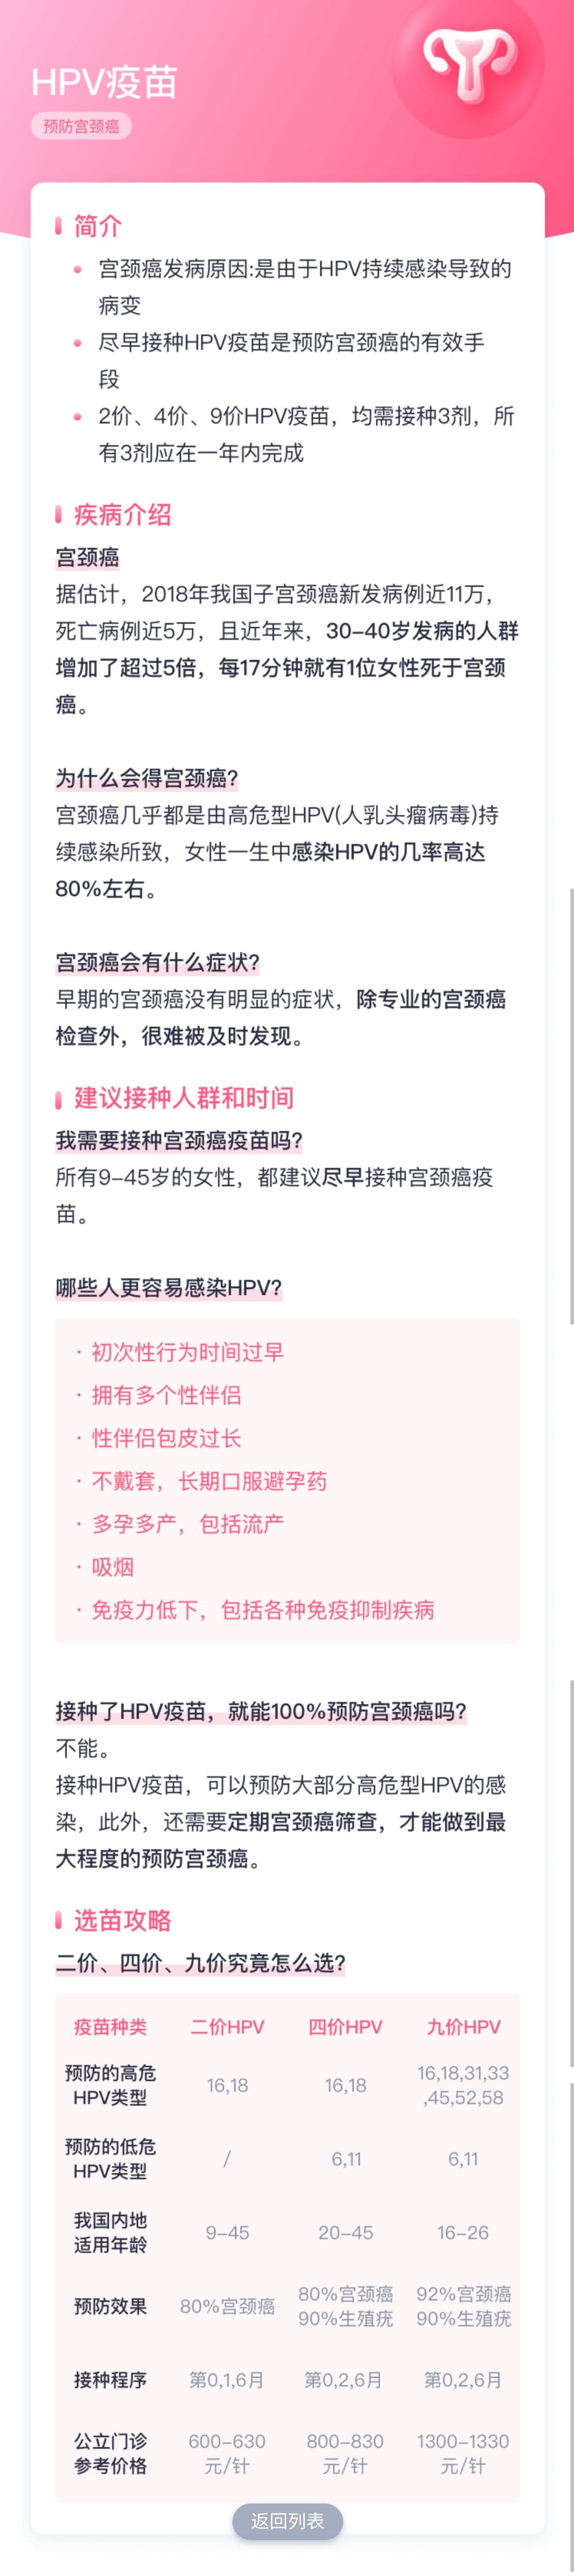 HPV疫苗
预防宫颈癌
简介
宫颈癌发病原因:是由于HPV持续感染导致的
病变
尽早接种HPV疫苗是预防宫颈癌的有效手
段
2价、4价、9价HPV疫苗，均需接种3剂，所
有3剂应在一年内完成
疾病介绍
宫颈癌
据估计，2018年我国子宫颈癌新发病例近11万，
死亡病例近5万，且近年来，30–40岁发病的人群
增加了超过5倍，每17分钟就有1位女性死于宫颈
癌。
为什么会得宫颈癌?
宫颈癌几乎都是由高危型HPV(人乳头瘤病毒)持
续感染所致，女性一生中感染HPV的几率高达
80%左右。
宫颈癌会有什么症状?
早期的宫颈癌没有明显的症状，除专业的宫颈癌
检查外，很难被及时发现。
建议接种人群和时间
我需要接种宫颈癌疫苗吗?
所有9–45岁的女性，都建议尽早接种宫颈癌疫
苗。
哪些人更容易感染HPV?
· 初次性行为时间过早
· 拥有多个性伴侣
· 性伴侣包皮过长
· 不戴套，长期口服避孕药
· 多孕多产，包括流产
· 吸烟
· 免疫力低下，包括各种免疫抑制疾病
接种了HPV疫苗，就能100%预防宫颈癌吗?
不能。
接种HPV疫苗，可以预防大部分高危型HPV的感
染，此外，还需要定期宫颈癌筛查，才能做到最
大程度的预防宫颈癌。
选苗攻略
二价、四价、九价究竟怎么选?
疫苗种类 二价HPV 四价HPV 九价HPV
预防的高危
HPV类型 16,18 16,18 16,18,31,33
,45,52,58
预防的低危
HPV类型 / 6,11 6,11
我国内地
适用年龄 9–45 20–45 16–26
预防效果 80%宫颈癌 80%宫颈癌 92%宫颈癌
90%生殖疣 90%生殖疣
接种程序 第0,1,6月 第0,2,6月 第0,2,6月
公立门诊 600–630 800–830 1300–1330
参考价格 元/针 元/针 元/针
返回列表